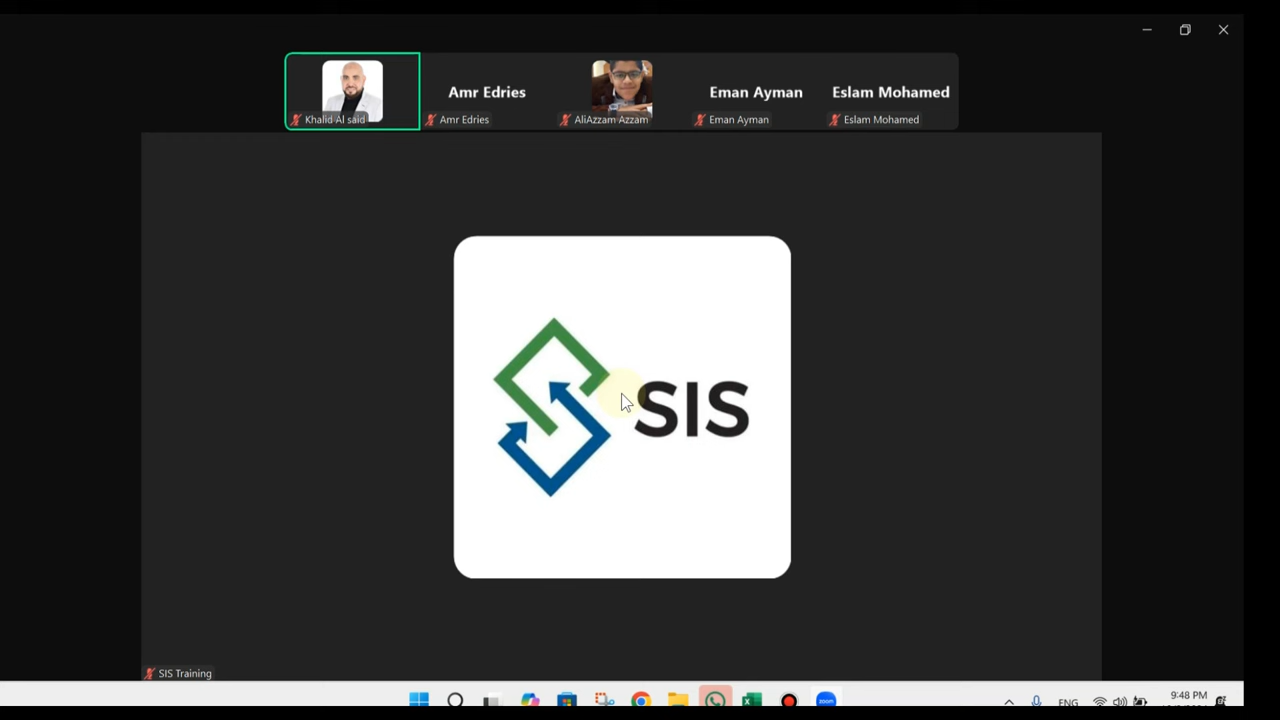 Amr Edries
Eman Ayman
Eslam Mohamed
Khalid Al said
Amr Edries
AliAzzam Azzam
Eman Ayman
Eslam Mohamed
SIS
SIS Training
zoom
ENG
9:48 PM